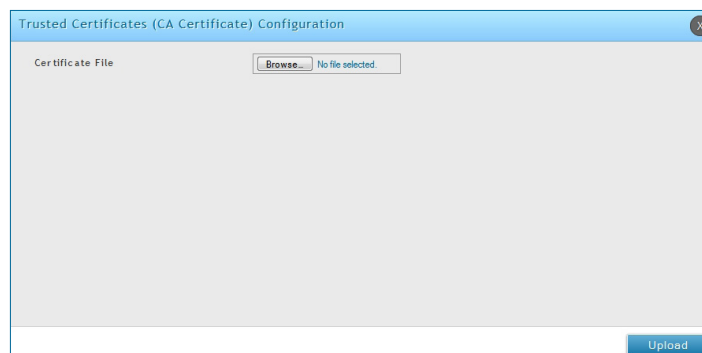 Trusted Certificates (CA Certificate) Configuration
X
Certificate File
Browse... No file selected.
Upload